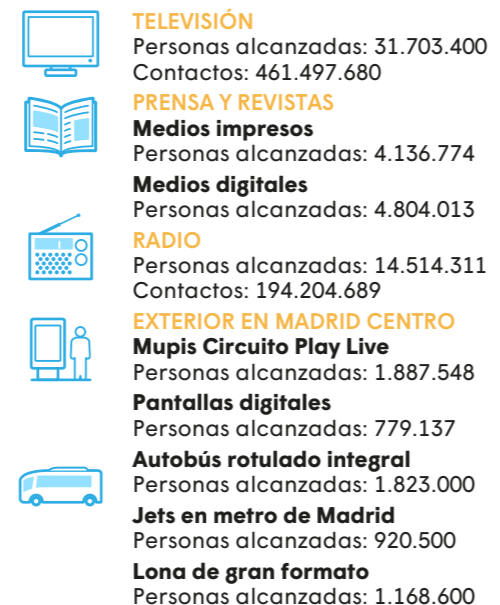 TELEVISIÓN
Personas alcanzadas: 31.703.400
Contactos: 461.497.680
PRENSA Y REVISTAS
Medios impresos
Personas alcanzadas: 4.136.774
Medios digitales
Personas alcanzadas: 4.804.013
RADIO
Personas alcanzadas: 14.514.311
Contactos: 194.204.689
EXTERIOR EN MADRID CENTRO
Mupis Circuito Play Live
Personas alcanzadas: 1.887.548
Pantallas digitales
Personas alcanzadas: 779.137
Autobús rotulado integral
Personas alcanzadas: 1.823.000
Jets en metro de Madrid
Personas alcanzadas: 920.500
Lona de gran formato
Personas alcanzadas: 1.168.600